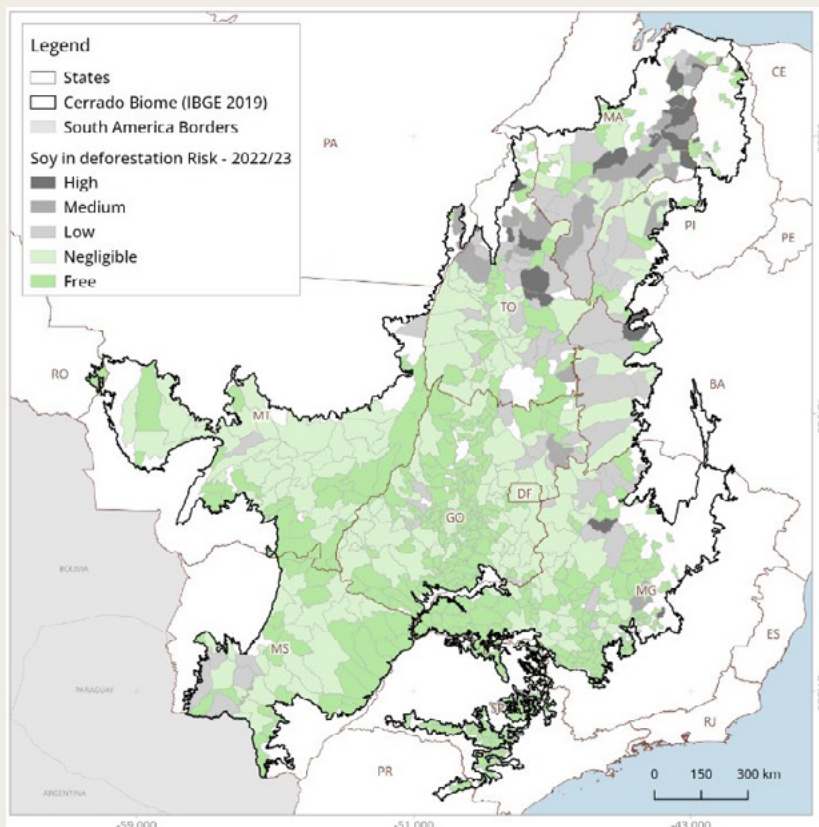 Legend
States
Cerrado Biome (IBGE 2019)
South America Borders
Soy in deforestation Risk - 2022/23
High
Medium
Low
Negligible
Free
CE
MA
PA
PI
PE
TO
RO
BA
MT
DF
GO
BOLIVIA
MG
ES
MS
PARAGUAY
SP
RJ
PR
0 150 300 km
ARGENTINA
-59.000 -51.000 -43.000